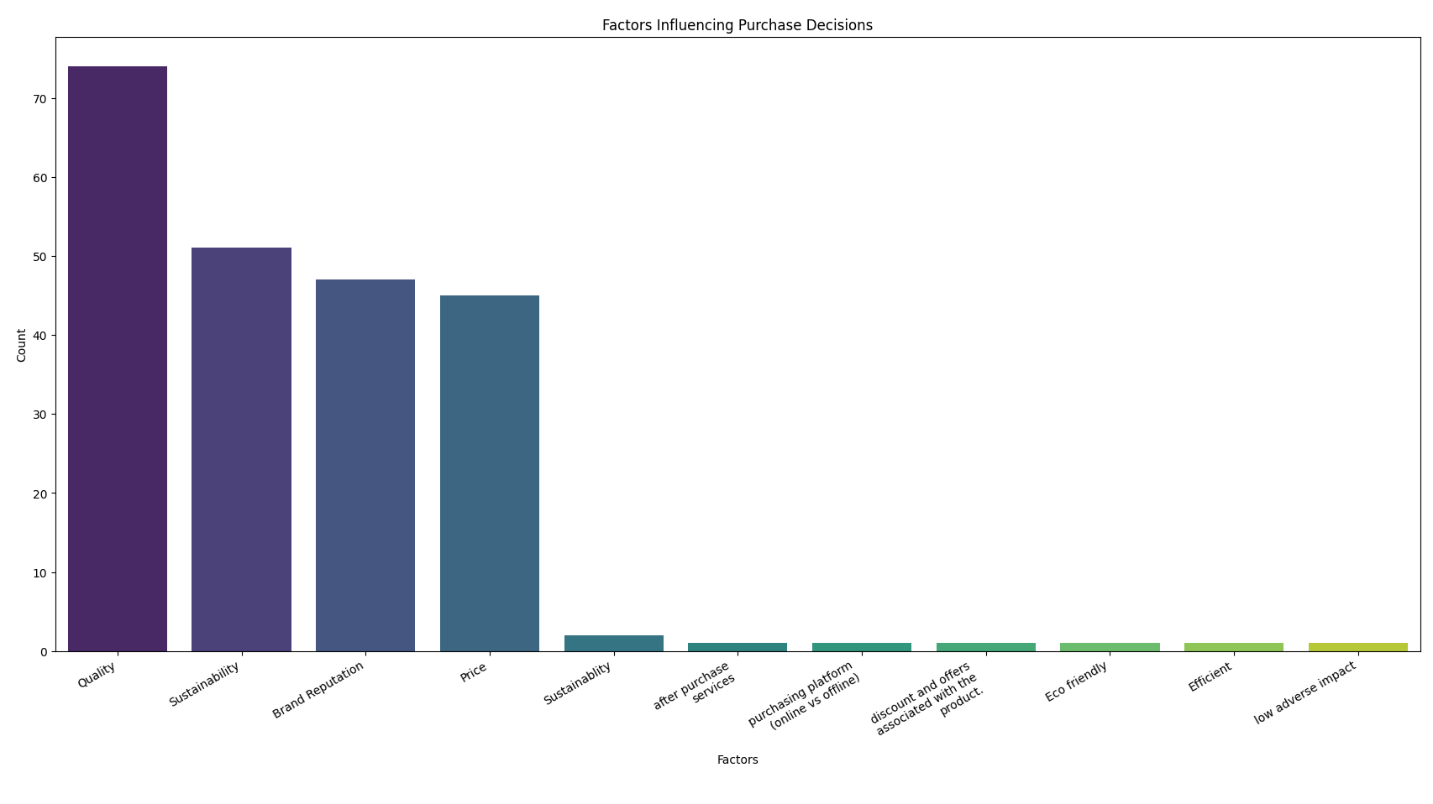 Factors Influencing Purchase Decisions
Count
70
60
50
40
30
20
10
0
Quality
Sustainability
Brand Reputation
Price
Sustainablity
after purchase
services
purchasing platform
(online vs offline)
discount and offers
associated with the
product.
Eco friendly
Efficient
low adverse impact
Factors